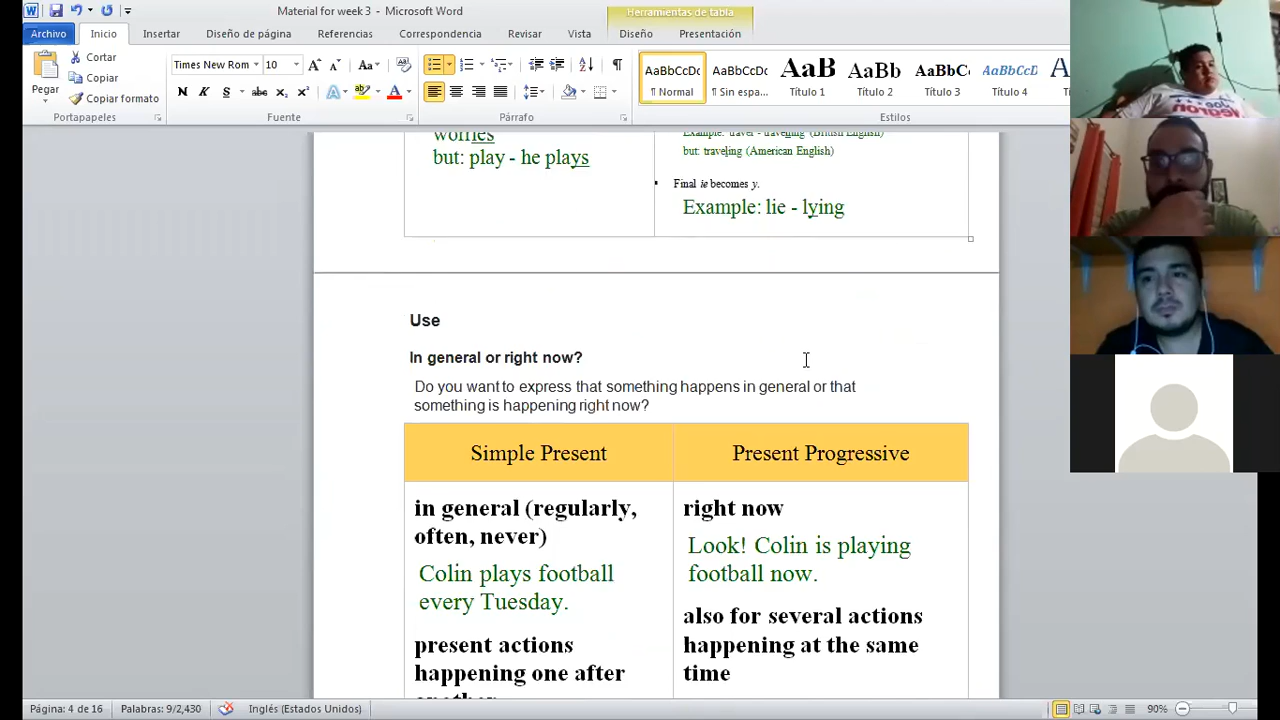 Material for week 3 - Microsoft Word
Herramientas de tabla
Archivo
Inicio
Insertar
Diseño de página
Referencias
Correspondencia
Revisar
Vista
Diseño
Presentación
Pegar
Cortar
Copiar
Copiar formato
Portapapeles
Times New Rom
10
Fuente
Párrafo
AaBbCcDc
¶ Normal
AaBbCcDc
¶ Sin espa...
AaB
Título 1
AaBb
Título 2
AaBbC
Título 3
AaBbCcD
Título 4
Estilos
worries
but: play - he plays
Example: travel - travelling (British English)
but: traveling (American English)
Final ie becomes y.
Example: lie - lying
Use
In general or right now?
Do you want to express that something happens in general or that
something is happening right now?
Simple Present
Present Progressive
in general (regularly,
often, never)
Colin plays football
every Tuesday.
present actions
happening one after
another
right now
Look! Colin is playing
football now.
also for several actions
happening at the same
time
Página: 4 de 16
Palabras: 9/2,430
Inglés (Estados Unidos)
90%